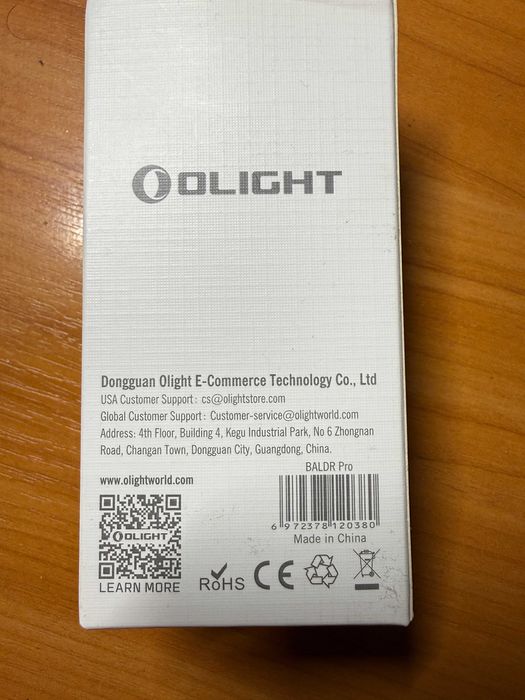 OLIGHT
Dongguan Olight E-Commerce Technology Co., Ltd
USA Customer Support: cs@olightstore.com
Global Customer Support: Customer-service@olightworld.com
Address: 4th Floor, Building 4, Kegu Industrial Park, No 6 Zhongnan
Road, Changan Town, Dongguan City, Guangdong, China.
www.olightworld.com
BALDR Pro
6 972378 120380
Made in China
OLIGHT
LEARN MORE
RoHS
CE